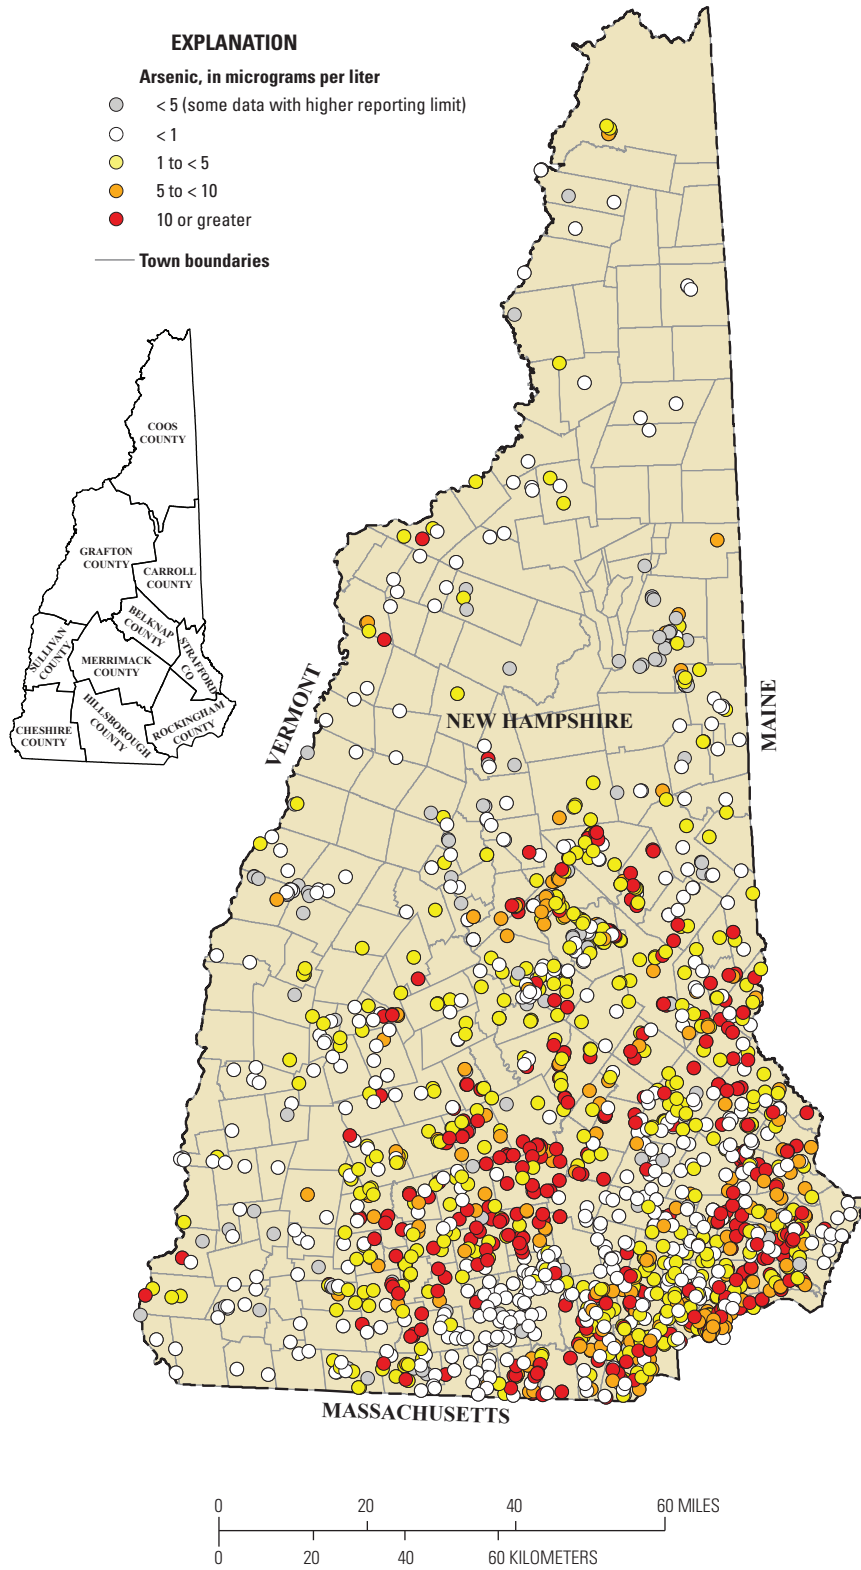 EXPLANATION
Arsenic, in micrograms per liter
< 5 (some data with higher reporting limit)
< 1
1 to < 5
5 to < 10
10 or greater
Town boundaries
COOS
COUNTY
GRAFTON
COUNTY
CARROLL
COUNTY
BELKNAP
COUNTY
SULLIVAN
COUNTY
STRAFFORD
CO
MERRIMACK
COUNTY
CHESHIRE
COUNTY
HILLSBOROUGH
COUNTY
ROCKINGHAM
COUNTY
VERMONT
NEW HAMPSHIRE
MAINE
MASSACHUSETTS
0 20 40 60 MILES
0 20 40 60 KILOMETERS